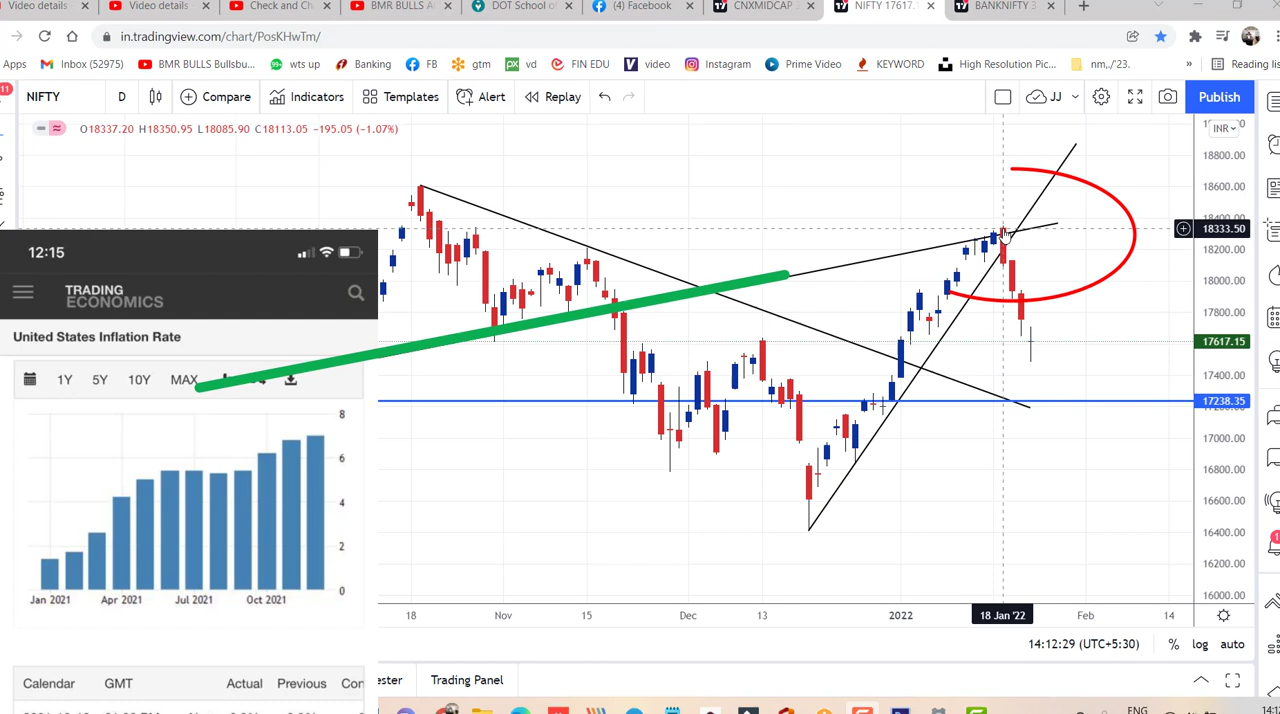 Video details
Video details
Check and Ch
BMR BULLS A
DOT School of
(4) Facebook
CNXMIDCAP
NIFTY 17617.1
BANKNIFTY 3
in.tradingview.com/chart/PosKHwTm/
Apps
Inbox (52975)
BMR BULLS Bullsbu...
wts up
Banking
FB
gtm
FIN EDU
vd
video
Instagram
Prime Video
KEYWORD
High Resolution Pic...
nm,,/'23.
»
Reading list
11
NIFTY
D
Compare
Indicators
Templates
Alert
Replay
JJ
Publish
O18337.20 H18350.95 L18085.90 C18113.05 -195.05 (-1.07%)
INR
18800.00
18600.00
18400.00
18333.50
18200.00
18000.00
17800.00
17617.15
17400.00
17238.35
17000.00
16800.00
16600.00
16400.00
16200.00
16000.00
12:15
TRADING
ECONOMICS
United States Inflation Rate
1Y 5Y 10Y MAX
8
6
4
2
0
Jan 2021 Apr 2021 Jul 2021 Oct 2021
Calendar GMT Actual Previous Con
18 Nov 15 Dec 13 2022 18 Jan '22 Feb 14
14:12:29 (UTC+5:30) % log auto
ester Trading Panel
ENG